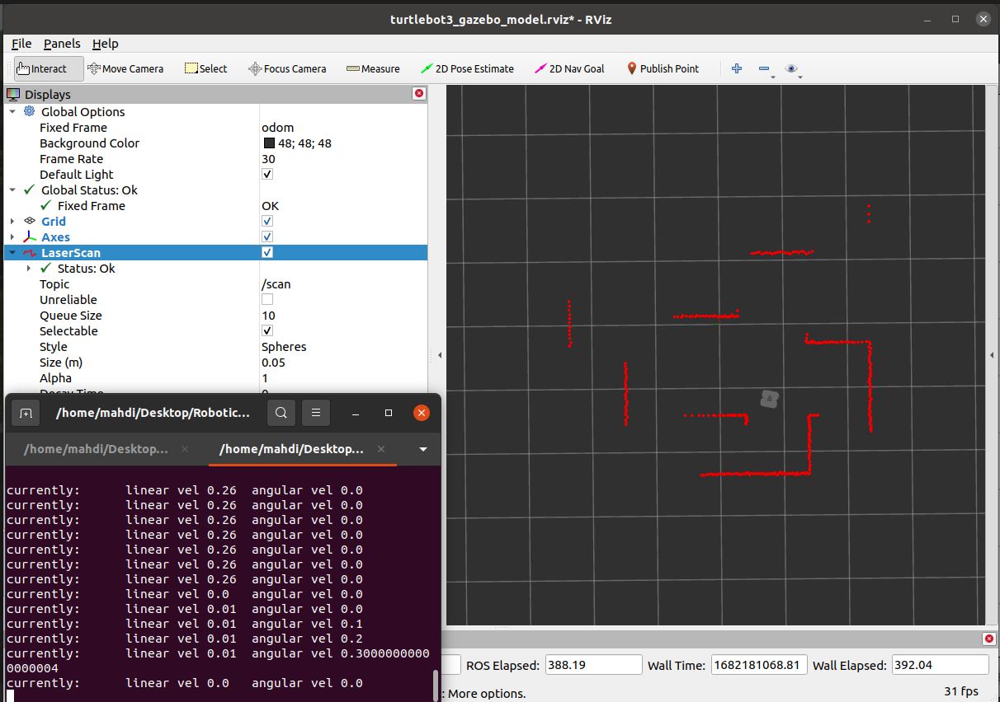 turtlebot3_gazebo_model.rviz* - RViz
File Panels Help
Interact Move Camera Select Focus Camera Measure 2D Pose Estimate 2D Nav Goal Publish Point
Displays
Global Options
Fixed Frame odom
Background Color 48; 48; 48
Frame Rate 30
Default Light
Global Status: Ok
Fixed Frame OK
Grid
Axes
LaserScan
Status: Ok
Topic /scan
Unreliable
Queue Size 10
Selectable
Style Spheres
Size (m) 0.05
Alpha 1
Decay Time 0
/home/mahdi/Desktop/Robotic...
/home/mahdi/Desktop... /home/mahdi/Desktop...
currently: linear vel 0.26 angular vel 0.0
currently: linear vel 0.26 angular vel 0.0
currently: linear vel 0.26 angular vel 0.0
currently: linear vel 0.26 angular vel 0.0
currently: linear vel 0.26 angular vel 0.0
currently: linear vel 0.26 angular vel 0.0
currently: linear vel 0.26 angular vel 0.0
currently: linear vel 0.0 angular vel 0.0
currently: linear vel 0.01 angular vel 0.0
currently: linear vel 0.01 angular vel 0.1
currently: linear vel 0.01 angular vel 0.2
currently: linear vel 0.01 angular vel 0.3000000000
0000004
currently: linear vel 0.0 angular vel 0.0
ROS Elapsed: 388.19 Wall Time: 1682181068.81 Wall Elapsed: 392.04
: More options. 31 fps